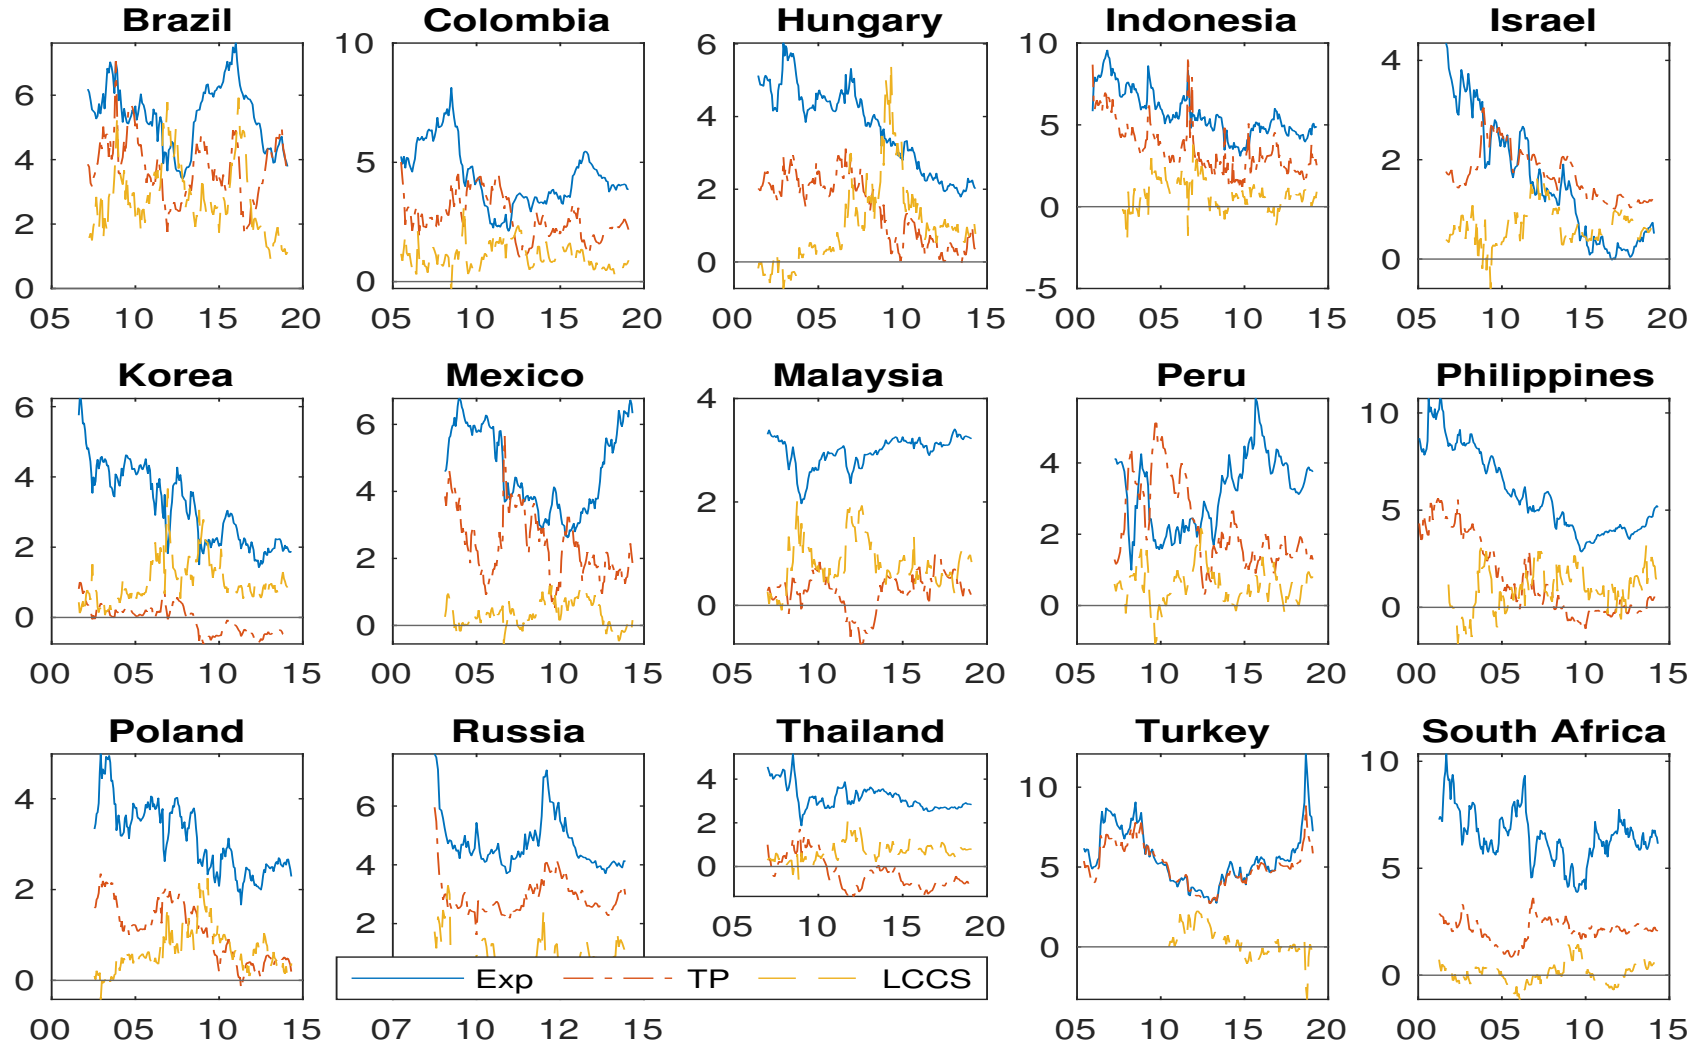 Brazil Colombia Hungary Indonesia Israel
6 4 2 0
10 5 0
6 4 2 0
10 5 0 -5
4 2 0
05 10 15 20 05 10 15 20 00 05 10 15 00 05 10 15 05 10 15 20
Korea Mexico Malaysia Peru Philippines
6 4 2 0
6 4 2 0
4 2 0
4 2 0
10 5 0
00 05 10 15 00 05 10 15 05 10 15 20 05 10 15 20 00 05 10 15
Poland Russia Thailand Turkey South Africa
4 2 0
6 4 2
4 2 0
10 5 0
10 5 0
05 10 15 20
Exp TP LCCS
00 05 10 15 07 10 12 15 05 10 15 20 00 05 10 15